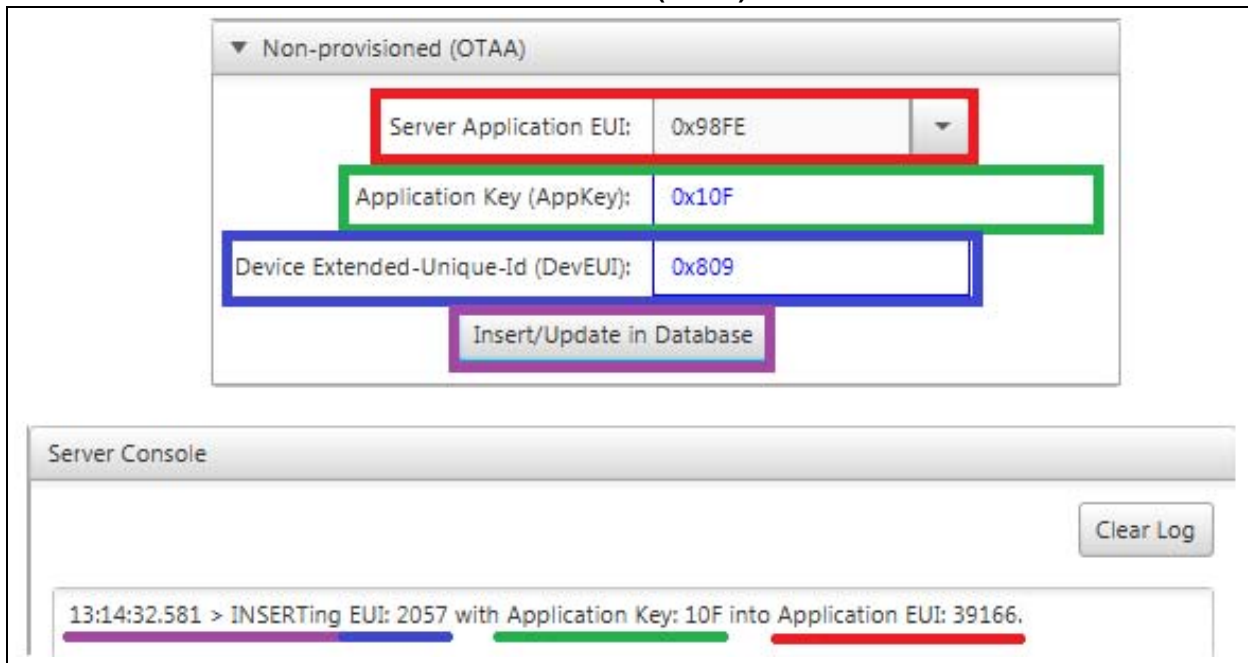 ▼ Non-provisioned (OTAA)
Server Application EUI: 0x98FE
Application Key (AppKey): 0x10F
Device Extended-Unique-Id (DevEUI): 0x809
Insert/Update in Database
Server Console
Clear Log
13:14:32.581 > INSERTing EUI: 2057 with Application Key: 10F into Application EUI: 39166.